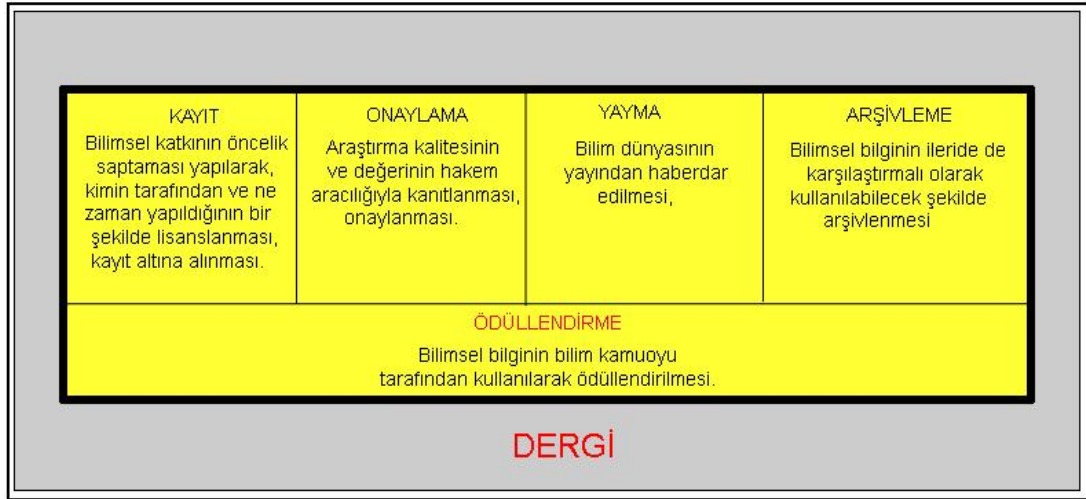 KAYIT
Bilimsel katkının öncelik
saptaması yapılarak,
kimin tarafından ve ne
zaman yapıldığının bir
şekilde lisanslanması,
kayıt altına alınması.
ONAYLAMA
Araştırma kalitesinin
ve değerinin hakem
aracılığıyla kanıtlanması,
onaylanması.
YAYMA
Bilim dünyasının
yayından haberdar
edilmesi,
ARŞİVLEME
Bilimsel bilginin ileride de
karşılaştırmalı olarak
kullanılabilecek şekilde
arşivlenmesi
ÖDÜLLENDİRME
Bilimsel bilginin bilim kamuoyu
tarafından kullanılarak ödüllendirilmesi.
DERGİ